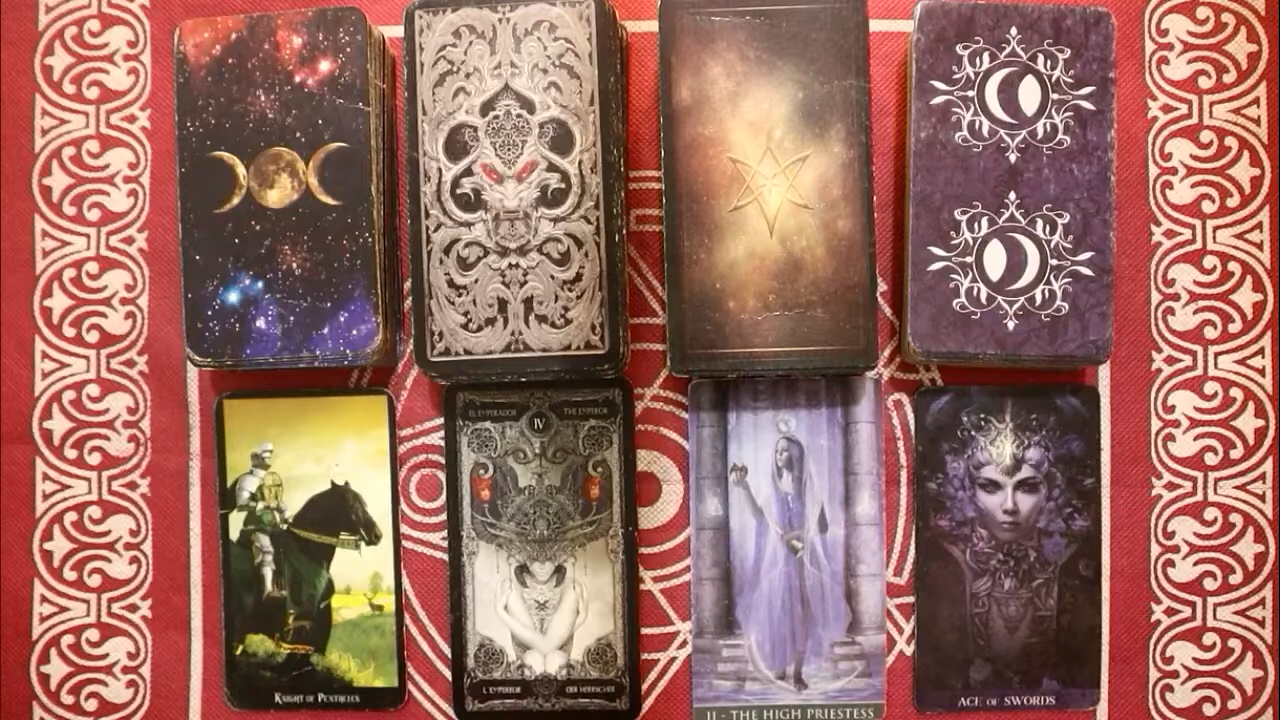 KNIGHT OF PENTACLES
EL EMPERADOR
IV
THE EMPEROR
L EMPEREUR
DER HERRSCHER
II - THE HIGH PRIESTESS
ACE OF SWORDS